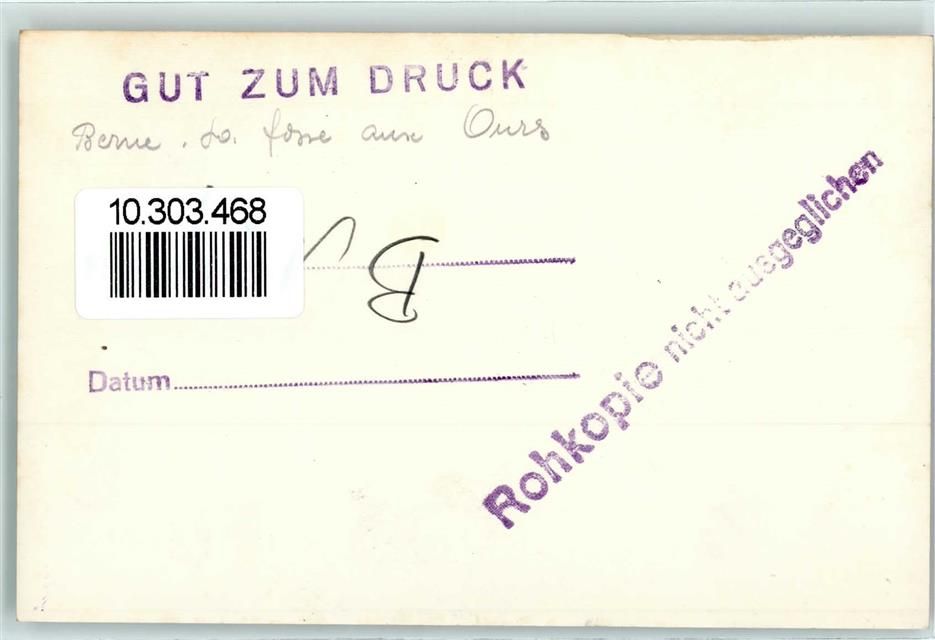 GUT ZUM DRUCK
Berne. La fosse aux Ours
10.303.468
B
Datum
Rohkopie nicht ausgeglichen